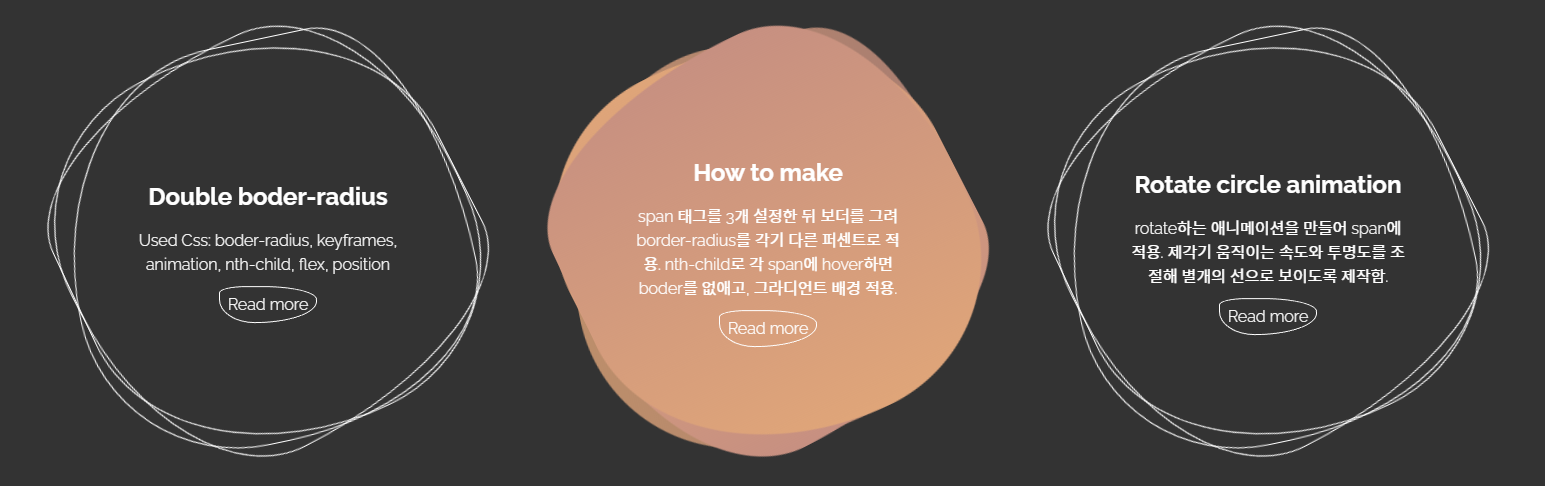 Double boder-radius
Used Css: boder-radius, keyframes,
animation, nth-child, flex, position
Read more
How to make
span 태그를 3개 설정한 뒤 보더를 그려
border-radius를 각기 다른 퍼센트로 적
용. nth-child로 각 span에 hover하면
boder를 없애고, 그라디언트 배경 적용.
Read more
Rotate circle animation
rotate하는 애니메이션을 만들어 span에
적용. 제각기 움직이는 속도와 투명도를 조
절해 별개의 선으로 보이도록 제작함.
Read more